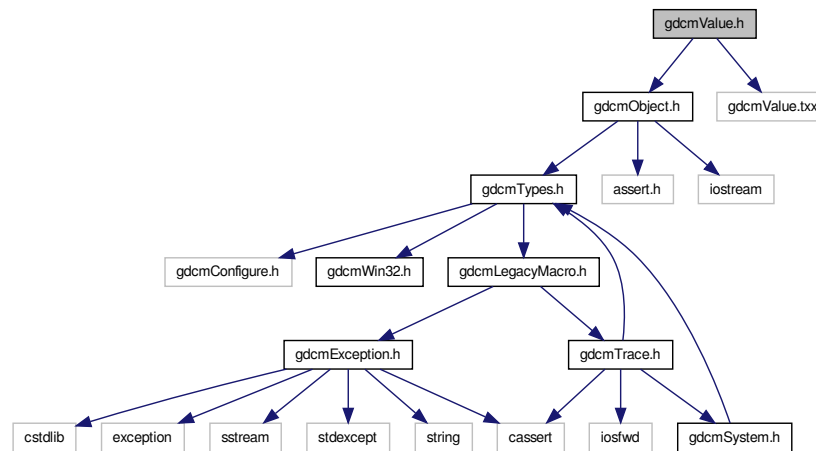 gdcmValue.h
gdcmObject.h
gdcmValue.txx
gdcmTypes.h
assert.h
iostream
gdcmConfigure.h
gdcmWin32.h
gdcmLegacyMacro.h
gdcmException.h
gdcmTrace.h
cstdlib
exception
sstream
stdexcept
string
cassert
iosfwd
gdcmSystem.h